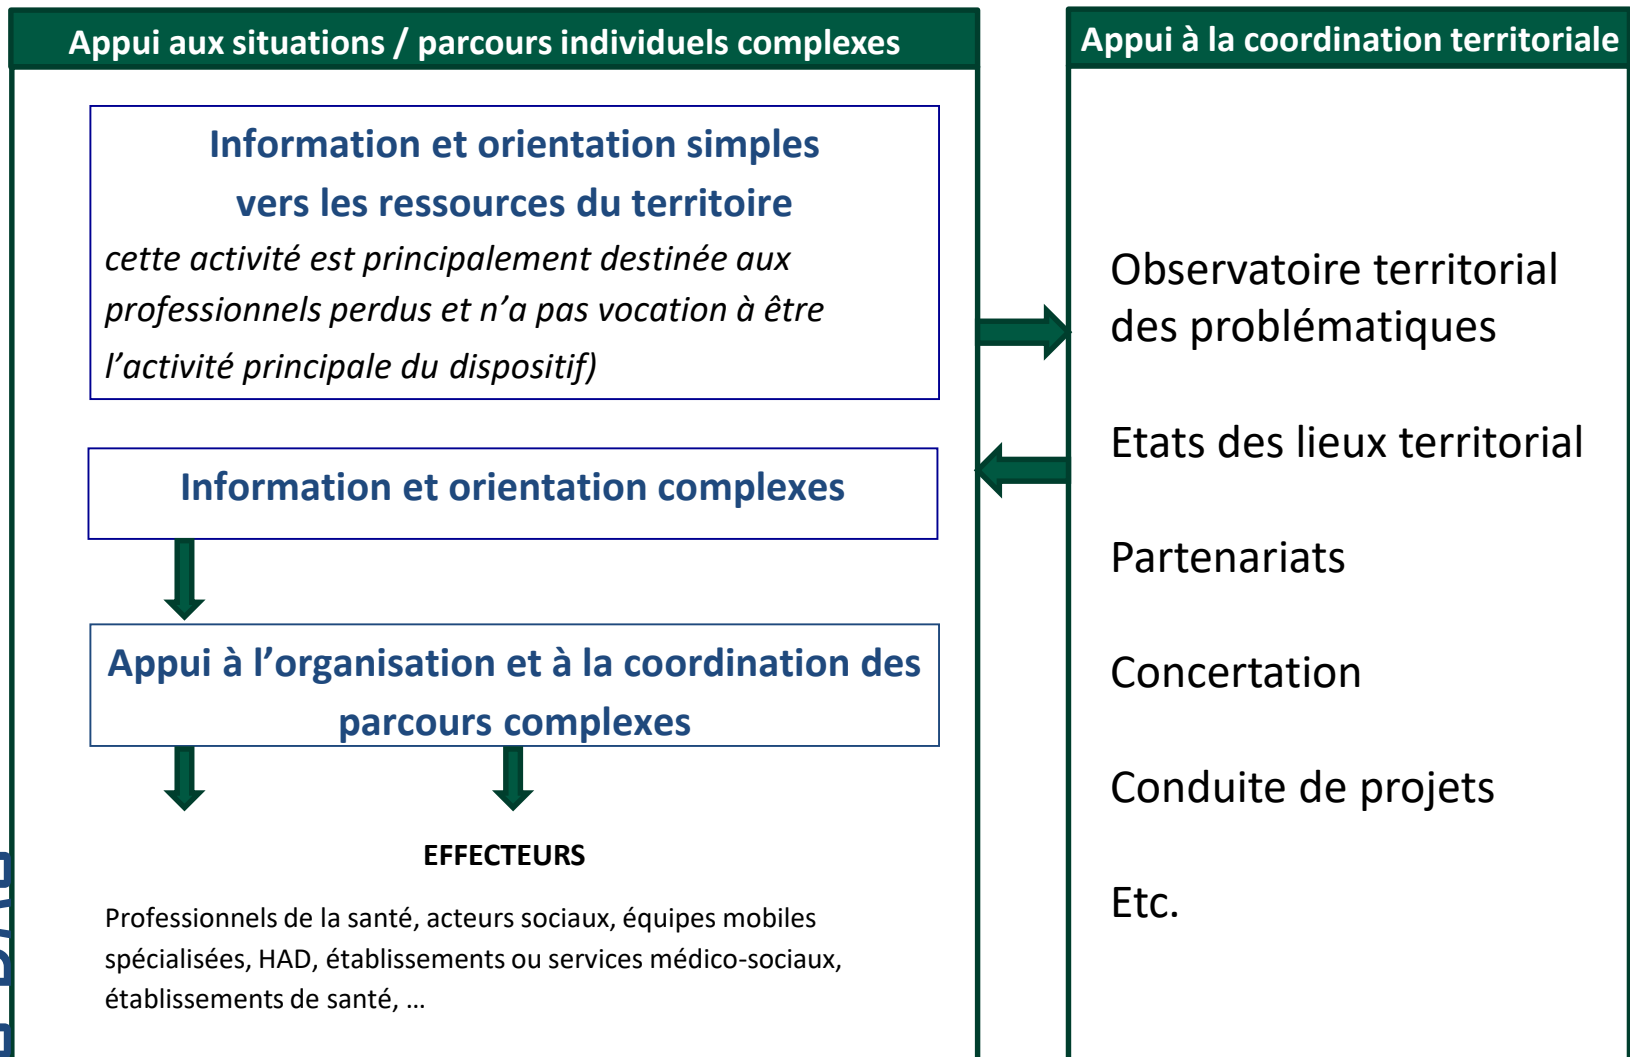 Appui aux situations / parcours individuels complexes
Information et orientation simples
vers les ressources du territoire
cette activité est principalement destinée aux
professionnels perdus et n’a pas vocation à être
l’activité principale du dispositif)
Information et orientation complexes
Appui à l’organisation et à la coordination des
parcours complexes
EFFECTEURS
Professionnels de la santé, acteurs sociaux, équipes mobiles
spécialisées, HAD, établissements ou services médico-sociaux,
établissements de santé, ...
Appui à la coordination territoriale
Observatoire territorial
des problématiques
Etats des lieux territorial
Partenariats
Concertation
Conduite de projets
Etc.